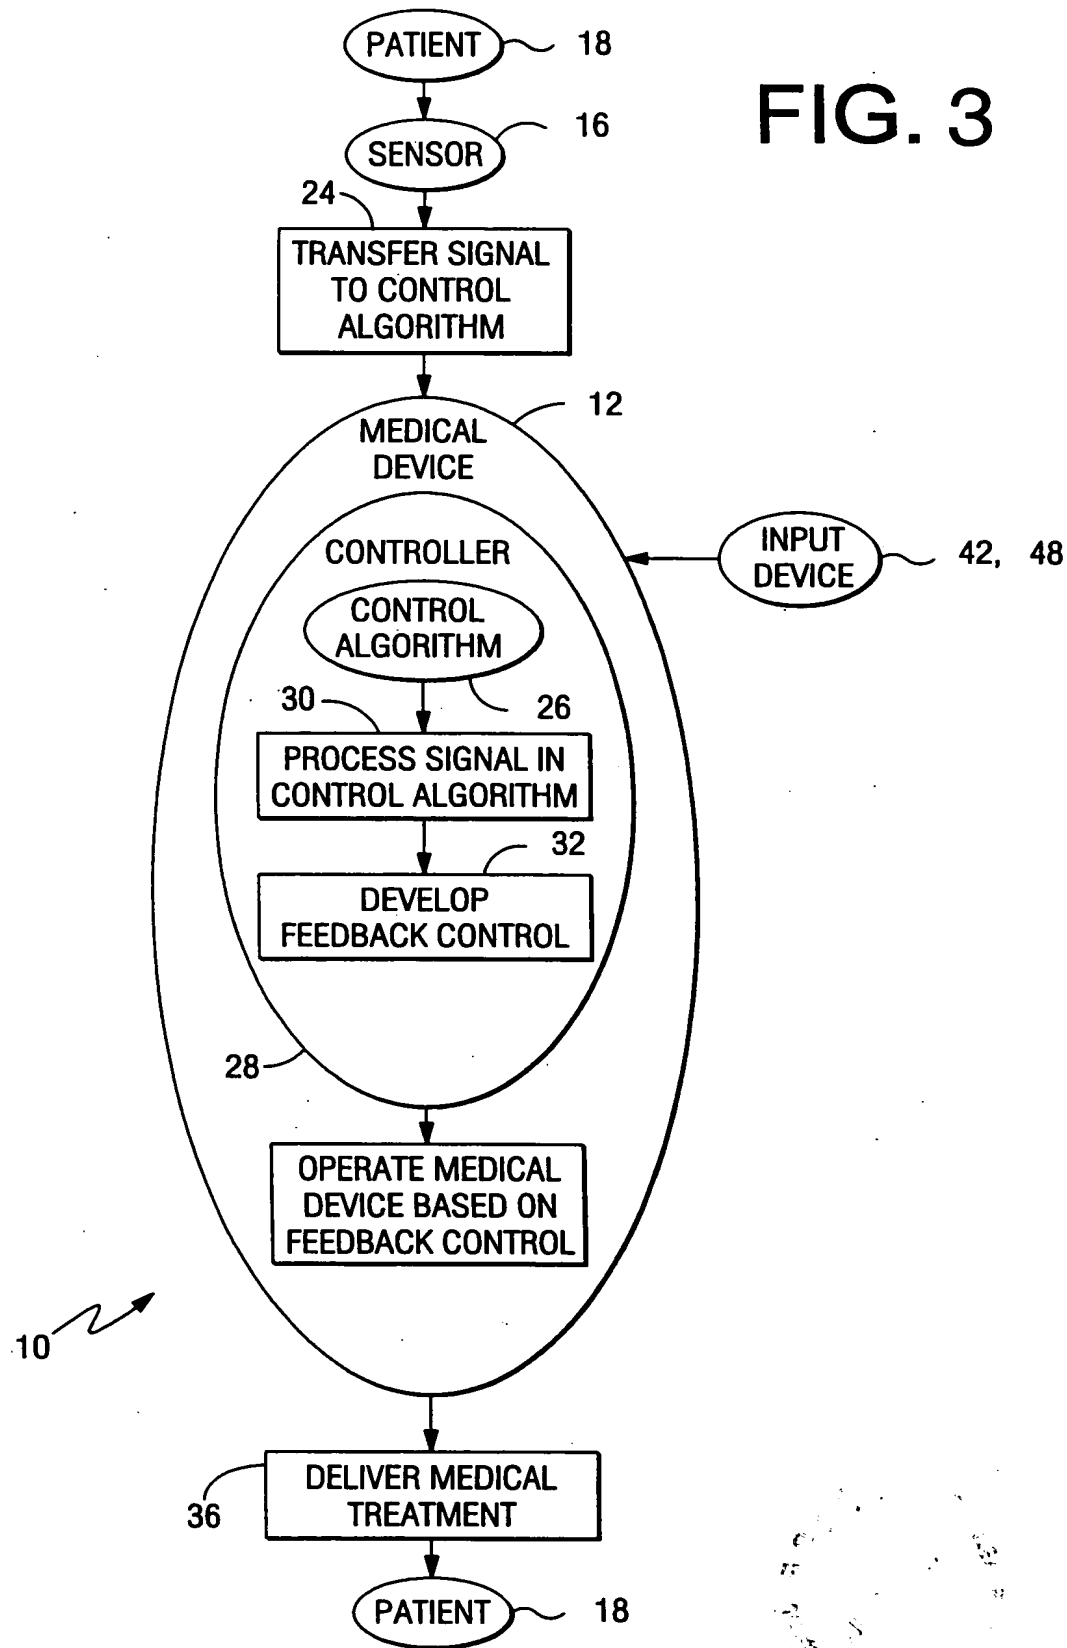 PATIENT
18
FIG. 3
SENSOR
16
24
TRANSFER SIGNAL
TO CONTROL
ALGORITHM
12
MEDICAL
DEVICE
CONTROLLER
INPUT
DEVICE
42, 48
CONTROL
ALGORITHM
26
30
PROCESS SIGNAL IN
CONTROL ALGORITHM
32
DEVELOP
FEEDBACK CONTROL
28
OPERATE MEDICAL
DEVICE BASED ON
FEEDBACK CONTROL
10
DELIVER MEDICAL
TREATMENT
36
PATIENT
18